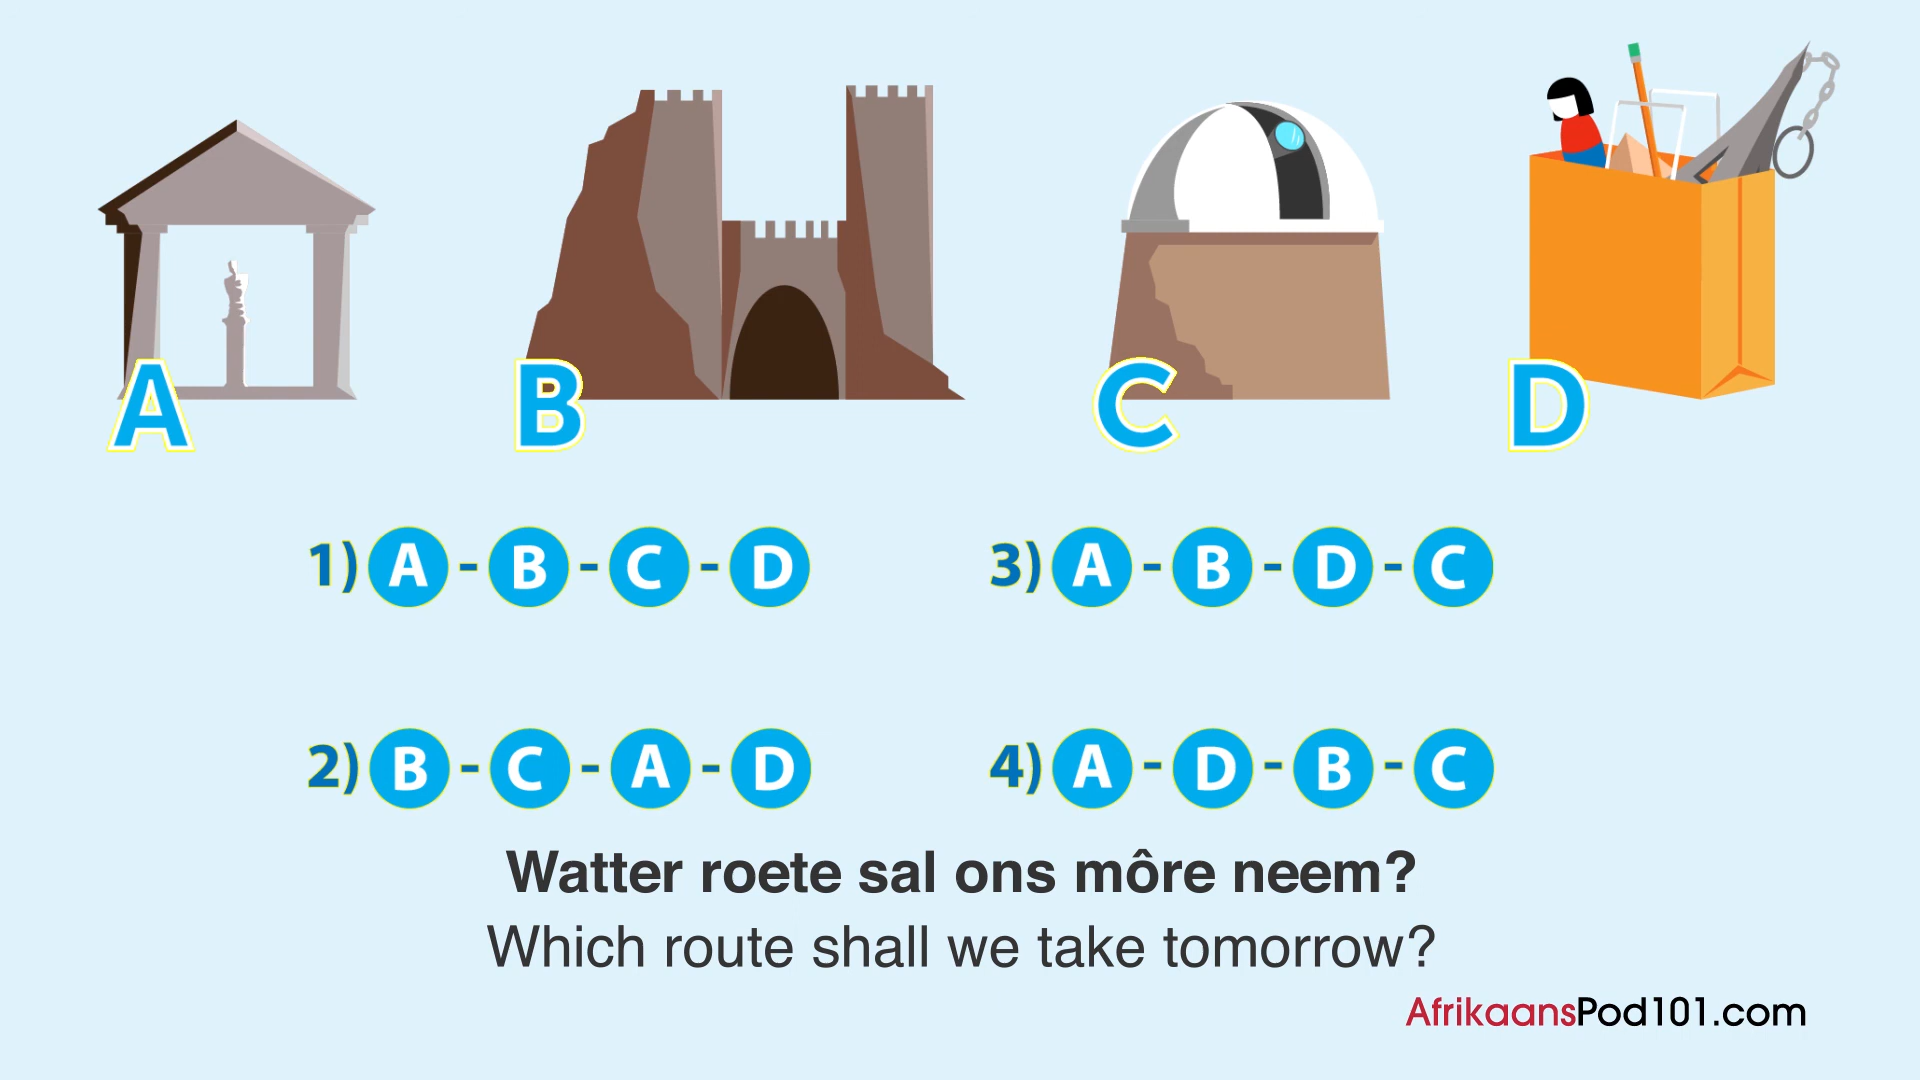 A B C D
1) A - B - C - D
3) A - B - D - C
2) B - C - A - D
4) A - D - B - C
Watter roete sal ons môre neem?
Which route shall we take tomorrow?
AfrikaansPod101.com